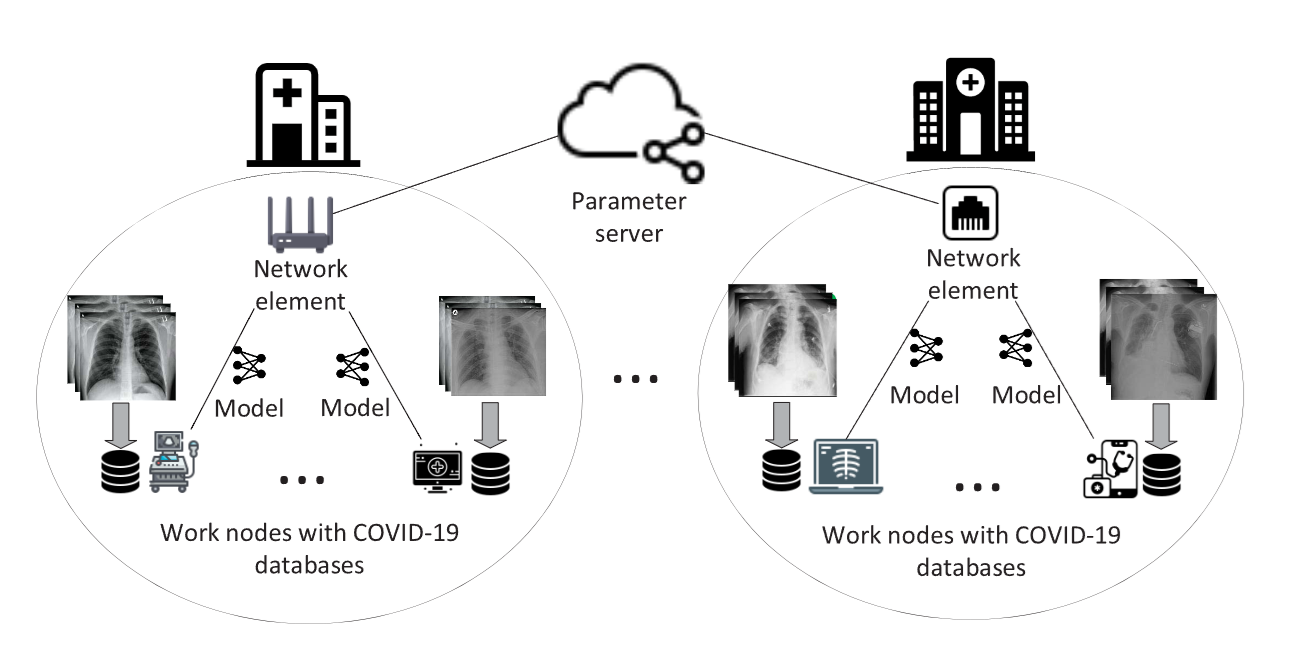 Parameter
server
Network
element
Model
Model
Work nodes with COVID-19
databases
Network
element
Model
Model
Work nodes with COVID-19
databases